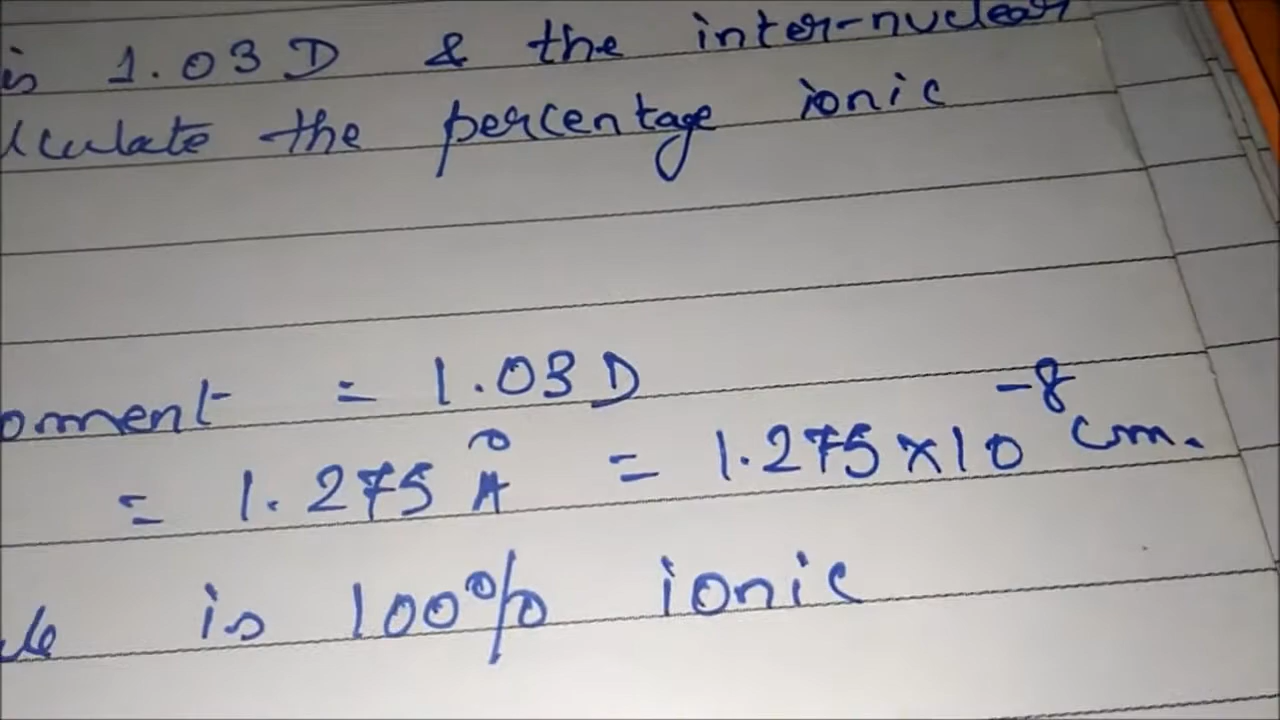 is 1.03 D & the inter-nuclear
lculate the percentage ionic
oment = 1.03 D
= 1.275 Å = 1.275 x 10⁻⁸ cm.
is 100% ionic